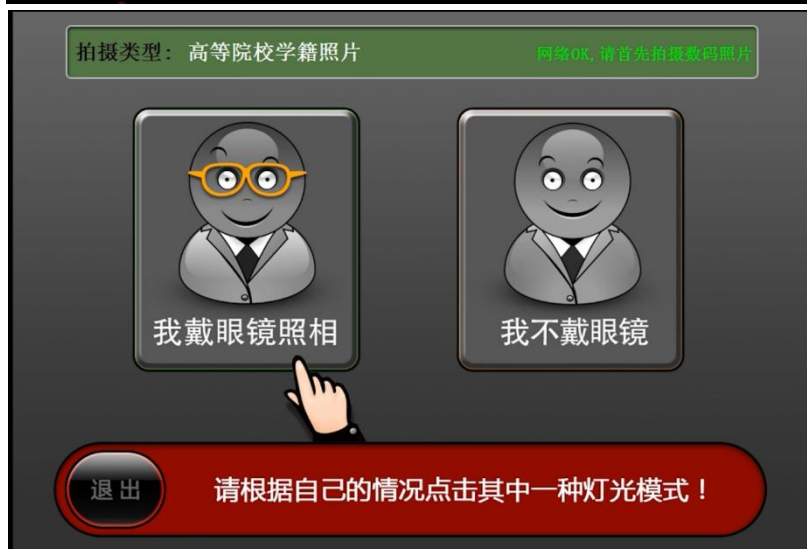 拍摄类型： 高等院校学籍照片
网络OK,请首先拍摄数码照片
我戴眼镜照相
我不戴眼镜
退出
请根据自己的情况点击其中一种灯光模式！